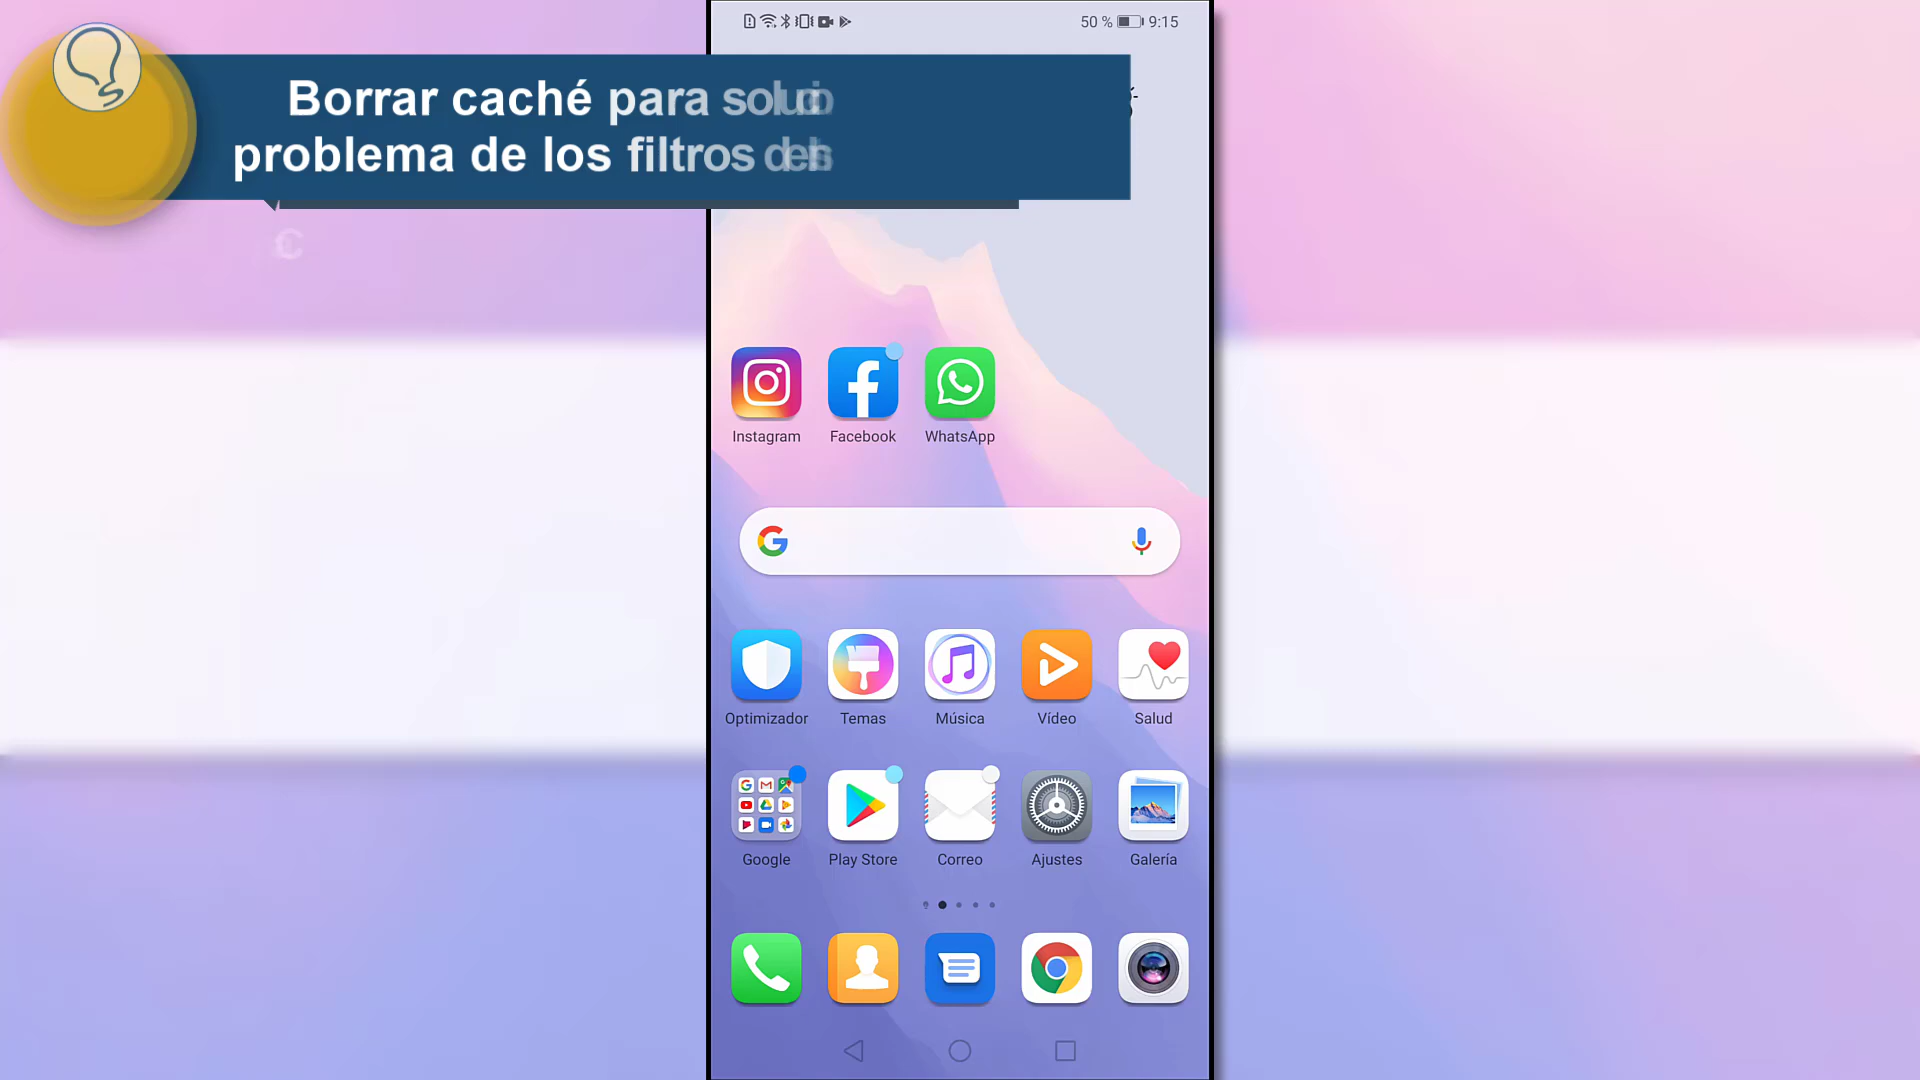 50 % 9:15
Borrar caché para
problema de los filtros
Instagram Facebook WhatsApp
Optimizador Temas Música Vídeo Salud
Google Play Store Correo Ajustes Galería